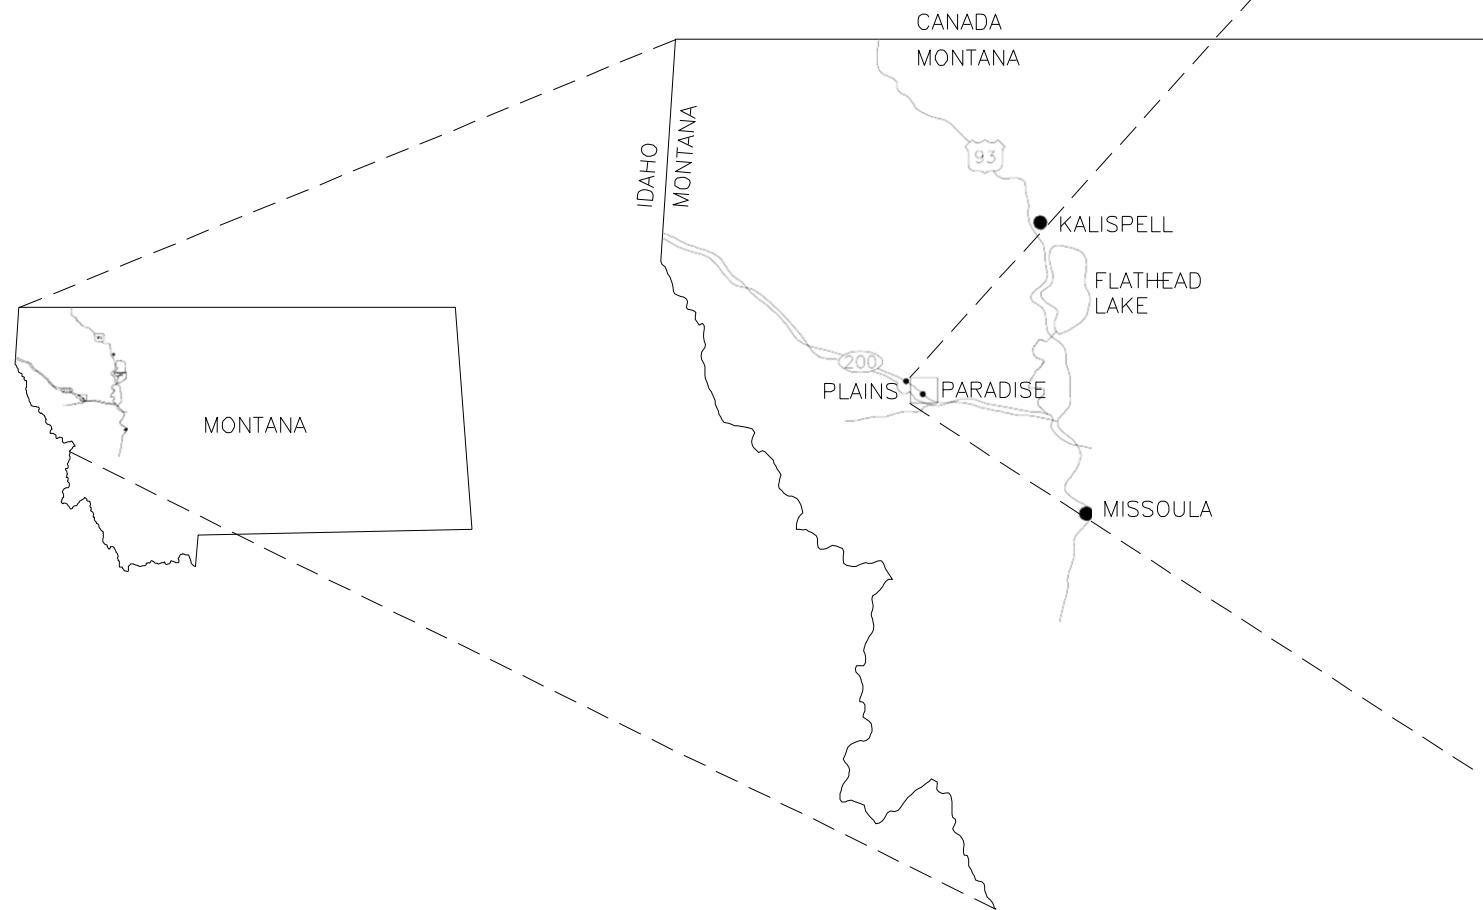 CANADA
MONTANA
IDAHO
MONTANA
93
KALISPELL
FLATHEAD
LAKE
200
PLAINS
PARADISE
MONTANA
MISSOULA